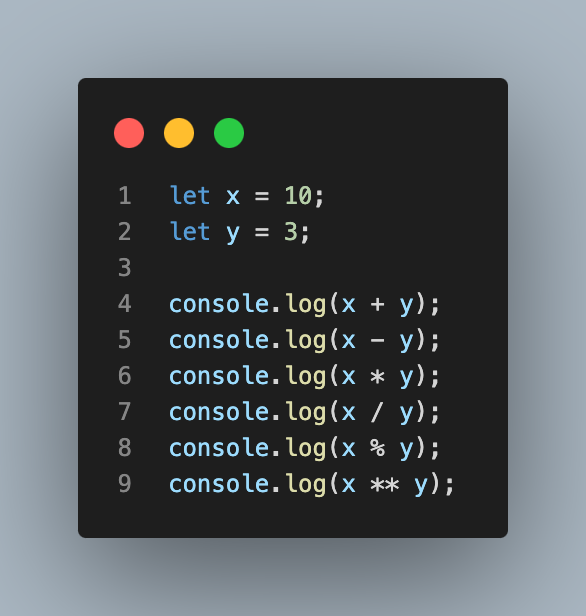 1 let x = 10;
2 let y = 3;
3
4 console.log(x + y);
5 console.log(x - y);
6 console.log(x * y);
7 console.log(x / y);
8 console.log(x % y);
9 console.log(x ** y);